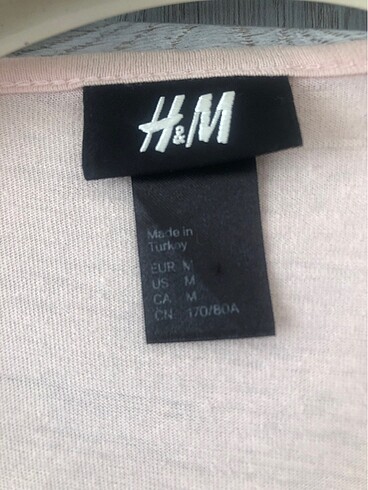 H&M
Made in
Turkey
EUR M
US M
CA M
CN 170/80A